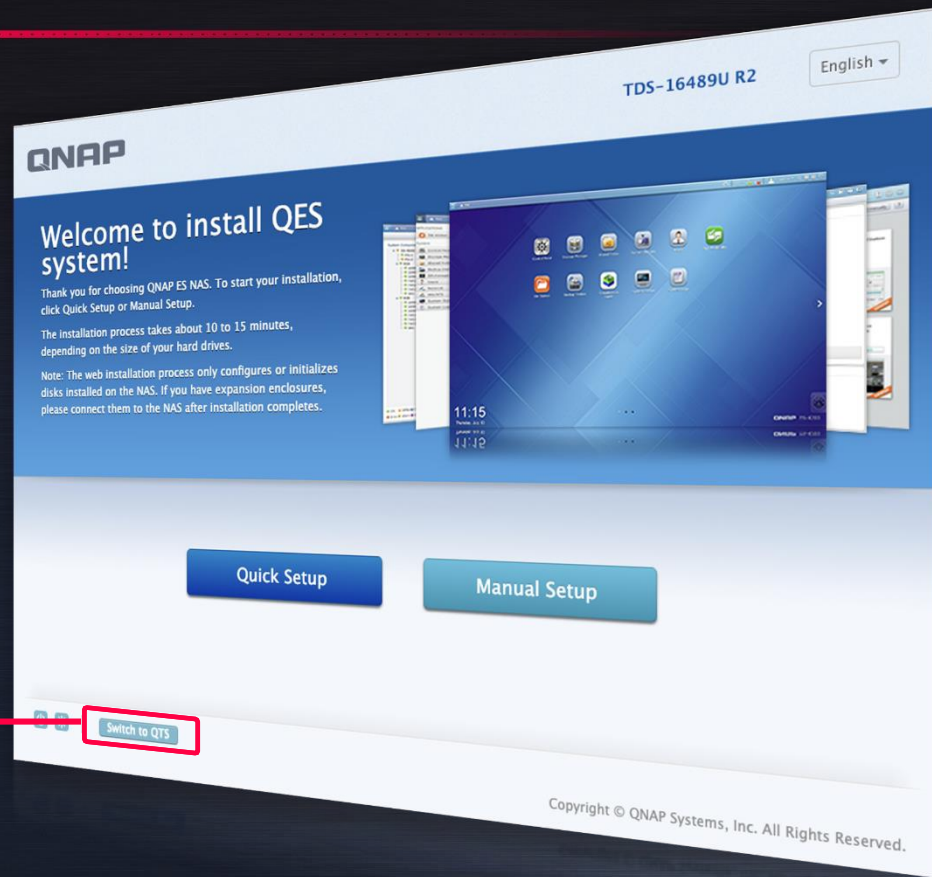 TDS-16489U R2
English
QNAP
Welcome to install QES
system!
Thank you for choosing QNAP ES NAS. To start your installation,
click Quick Setup or Manual Setup.
The installation process takes about 10 to 15 minutes,
depending on the size of your hard drives.
Note: The web installation process only configures or initializes
disks installed on the NAS. If you have expansion enclosures,
please connect them to the NAS after installation completes.
11:15
Quick Setup
Manual Setup
Switch to QTS
Copyright © QNAP Systems, Inc. All Rights Reserved.